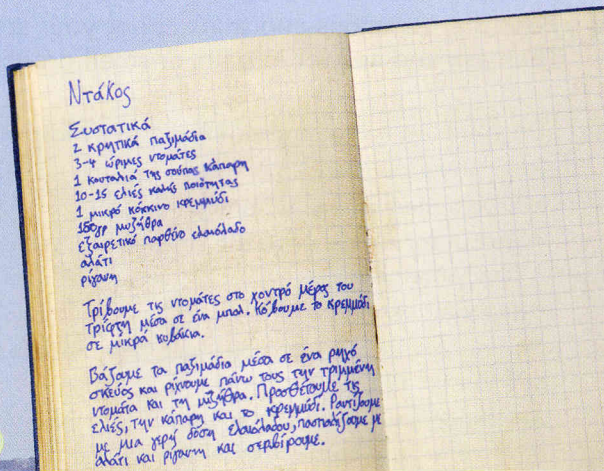 Ντάκος
Συστατικά
2 κρητικά παξιμάδια
3-4 ώριμες ντομάτες
1 κουταλιά της σούπας κάπαρη
10-15 ελιές καλής ποιότητας
1 μικρό κόκκινο κρεμμύδι
150γρ μυζήθρα
εξαιρετικό παρθένο ελαιόλαδο
αλάτι
ρίγανη
Τρίβουμε τις ντομάτες στο χοντρό μέρος του
τρίφτη μέσα σε ένα μπολ. Κόβουμε το κρεμμύδι
σε μικρά κυβάκια.
Βάζουμε τα παξιμάδια μέσα σε ένα ρηχό
σκεύος και ρίχνουμε πάνω τους την τριμμένη
ντομάτα και τη μυζήθρα. Προσθέτουμε τις
ελιές, την κάπαρη και το κρεμμύδι. Ραντίζουμε
με μια γερή δόση ελαιόλαδου, πασπαλίζουμε με
αλάτι και ρίγανη και σερβίρουμε.